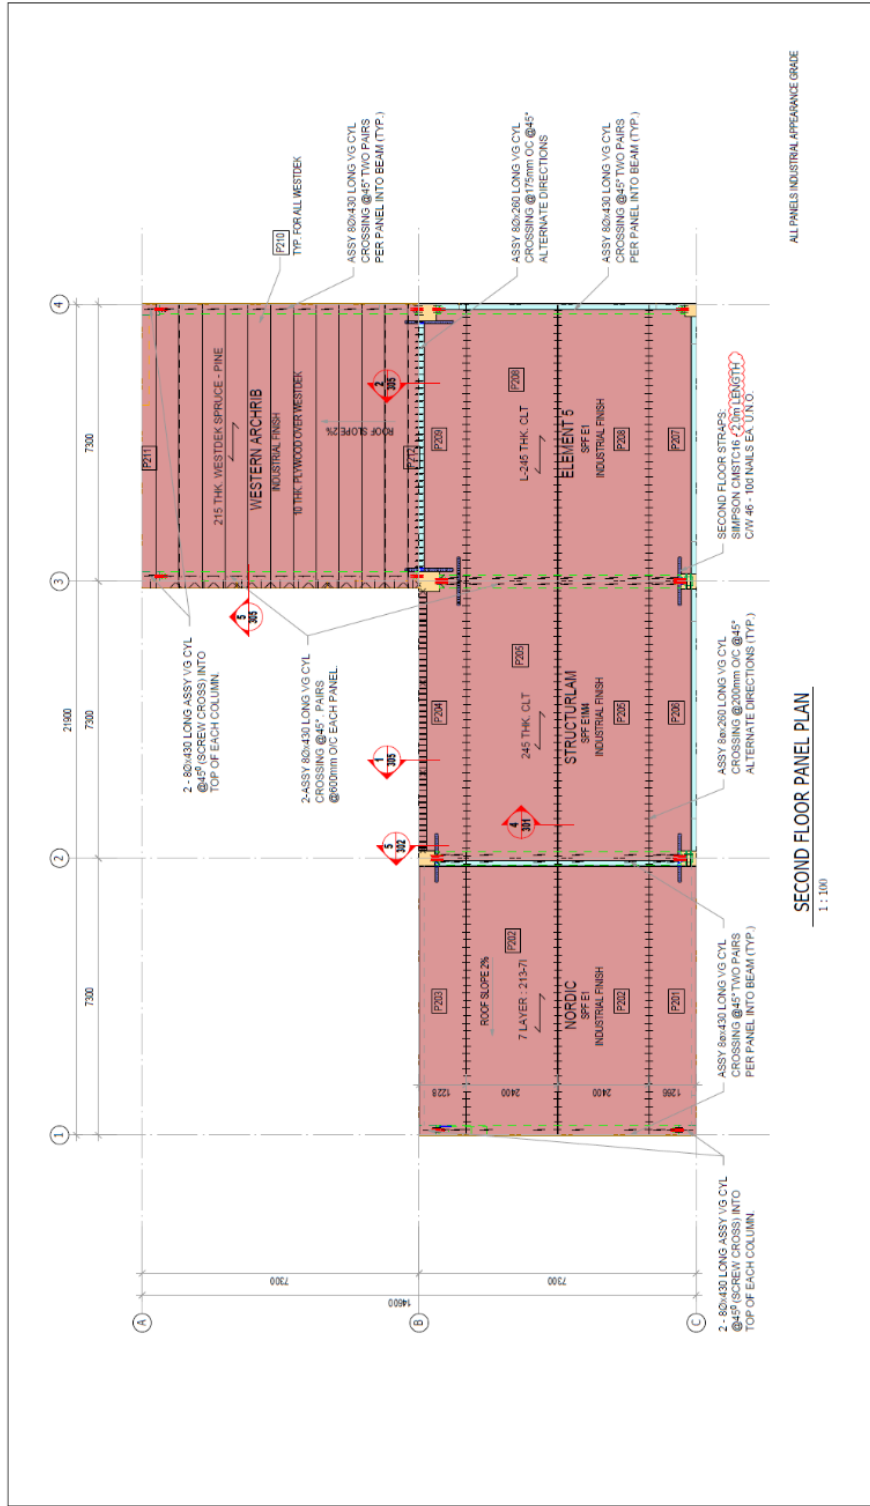 4
3
2
1
7300
7300
7300
21900
A
B
C
7300
7300
14600
P210
TYP. FOR ALL WESTDEK
ASSY 8Øx430 LONG VG CYL
CROSSING @45° TWO PAIRS
PER PANEL INTO BEAM (TYP.)
ASSY 8Øx260 LONG VG CYL
CROSSING @175mm OC @45°
ALTERNATE DIRECTIONS
ASSY 8Øx430 LONG VG CYL
CROSSING @45° TWO PAIRS
PER PANEL INTO BEAM (TYP.)
ALL PANELS INDUSTRIAL APPEARANCE GRADE
P211
215 THK. WESTDEK SPRUCE - PINE
WESTERN ARCHRIB
INDUSTRIAL FINISH
10 THK. PLYWOOD OVER WESTDEK
ROOF SLOPE 2%
P212
2
305
P209
P208
L-245 THK. CLT
ELEMENT 5
SPF E1
INDUSTRIAL FINISH
P208
P207
SECOND FLOOR STRAPS:
SIMPSON CMSTC16 / 2.0m LENGTH
C/W 46 - 10d NAILS EA. U.N.O.
5
305
2 - 8Øx430 LONG ASSY VG CYL
@45° (SCREW CROSS) INTO
TOP OF EACH COLUMN.
2-ASSY 8Øx430 LONG VG CYL
CROSSING @45°. PAIRS
@600mm O/C EACH PANEL.
1
305
5
302
4
301
P204
P205
245 THK. CLT
STRUCTURLAM
SPF E1M4
INDUSTRIAL FINISH
P205
P206
ASSY 8øx260 LONG VG CYL
CROSSING @200mm O/C @45°
ALTERNATE DIRECTIONS (TYP.)
P203
ROOF SLOPE 2%
P202
7 LAYER : 213-7l
NORDIC
SPF E1
INDUSTRIAL FINISH
P202
P201
1228
2400
2400
1266
ASSY 8øx430 LONG VG CYL
CROSSING @45° TWO PAIRS
PER PANEL INTO BEAM (TYP.)
2 - 8Øx430 LONG ASSY VG CYL
@45° (SCREW CROSS) INTO
TOP OF EACH COLUMN.
SECOND FLOOR PANEL PLAN
1 : 100